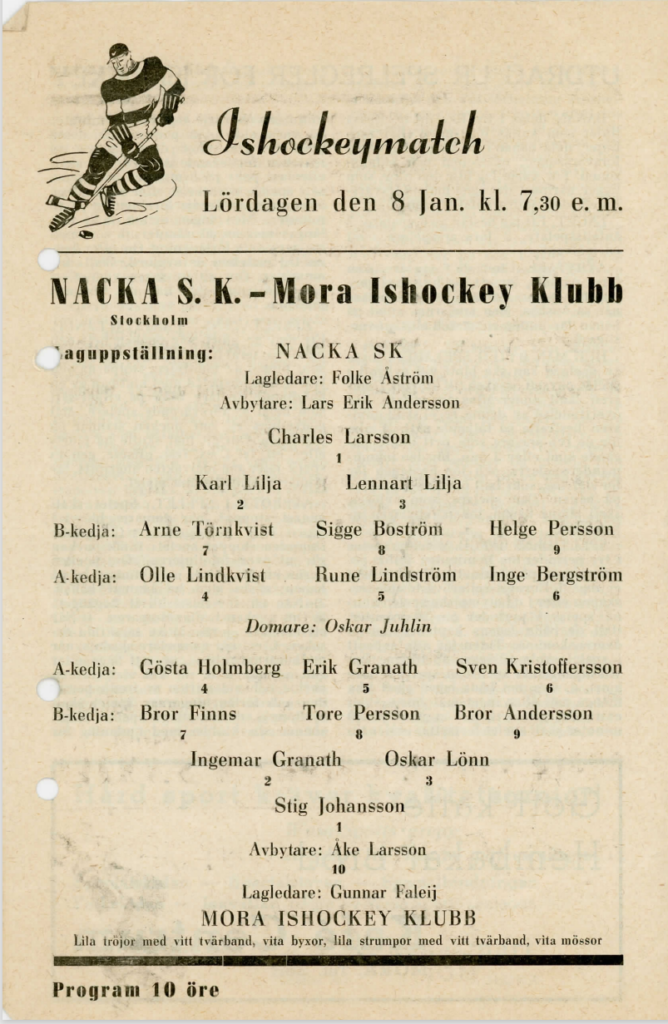 Ishockeymatch
Lördagen den 8 Jan. kl. 7,30 e. m.
NACKA S. K. - Mora Ishockey Klubb
Stockholm
aguppställning: NACKA SK
Lagledare: Folke Åström
Avbytare: Lars Erik Andersson
Charles Larsson
1
Karl Lilja Lennart Lilja
2 3
B-kedja: Arne Törnkvist Sigge Boström Helge Persson
7 8 9
A-kedja: Olle Lindkvist Rune Lindström Inge Bergström
4 5 6
Domare: Oskar Juhlin
A-kedja: Gösta Holmberg Erik Granath Sven Kristoffersson
4 5 6
B-kedja: Bror Finns Tore Persson Bror Andersson
7 8 9
Ingemar Granath Oskar Lönn
2 3
Stig Johansson
1
Avbytare: Åke Larsson
10
Lagledare: Gunnar Faleij
MORA ISHOCKEY KLUBB
Lila tröjor med vitt tvärband, vita byxor, lila strumpor med vitt tvärband, vita mössor
Program 10 öre